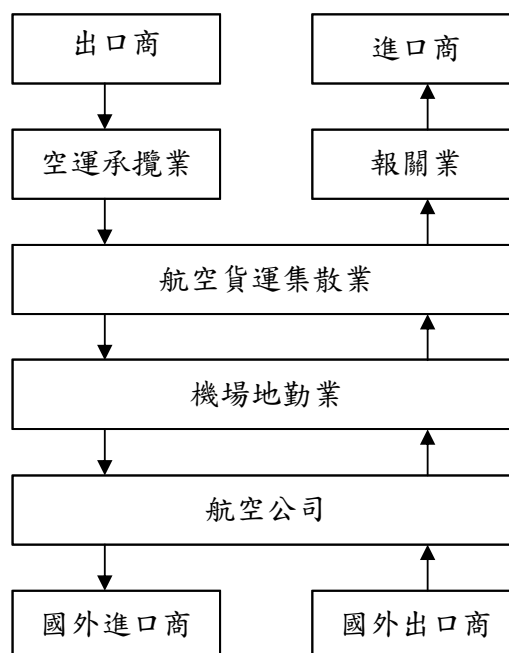 出口商
進口商
空運承攬業
報關業
航空貨運集散業
機場地勤業
航空公司
國外進口商
國外出口商